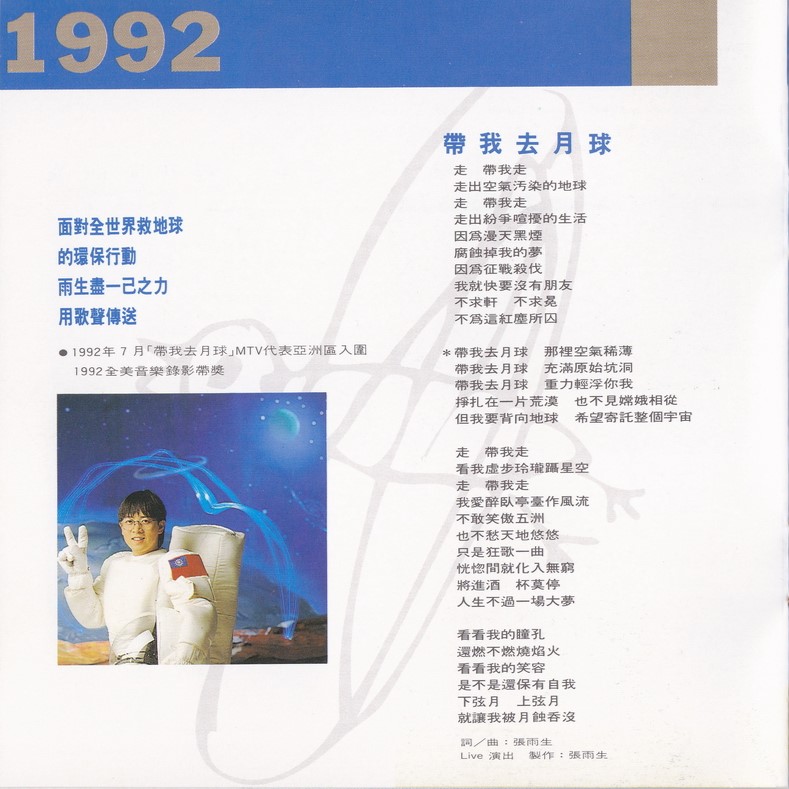 1992
面對全世界救地球
的環保行動
雨生盡一己之力
用歌聲傳送
●1992年7月「帶我去月球」MTV代表亞洲區入圍
1992全美音樂錄影帶獎
帶我去月球
走　帶我走
走出空氣汚染的地球
走　帶我走
走出紛爭喧擾的生活
因爲漫天黑煙
腐蝕掉我的夢
因爲征戰殺伐
我就快要沒有朋友
不求軒　不求冕
不爲這紅塵所囚
＊帶我去月球　那裡空氣稀薄
帶我去月球　充滿原始坑洞
帶我去月球　重力輕浮你我
掙扎在一片荒漠　也不見嫦娥相從
但我要背向地球　希望寄託整個宇宙
走　帶我走
看我虛步玲瓏躡星空
走　帶我走
我愛醉臥亭臺作風流
不敢笑傲五洲
也不愁天地悠悠
只是狂歌一曲
恍惚間就化入無窮
將進酒　杯莫停
人生不過一場大夢
看看我的瞳孔
還燃不燃燒焰火
看看我的笑容
是不是還保有自我
下弦月　上弦月
就讓我被月蝕吞沒
詞／曲：張雨生
Live 演出　製作：張雨生